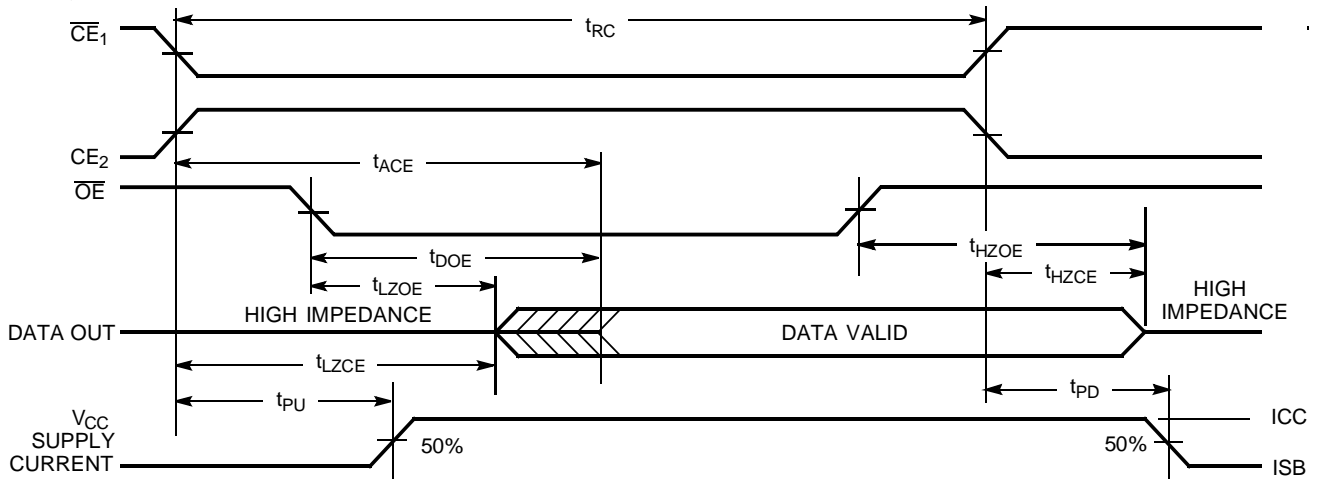 tRC
CE1
CE2
tACE
OE
tHZOE
tDOE
tHZCE
tLZOE
HIGH
IMPEDANCE
HIGH IMPEDANCE
DATA OUT
DATA VALID
tLZCE
tPD
tPU
VCC
SUPPLY
CURRENT
50%
50%
ICC
ISB